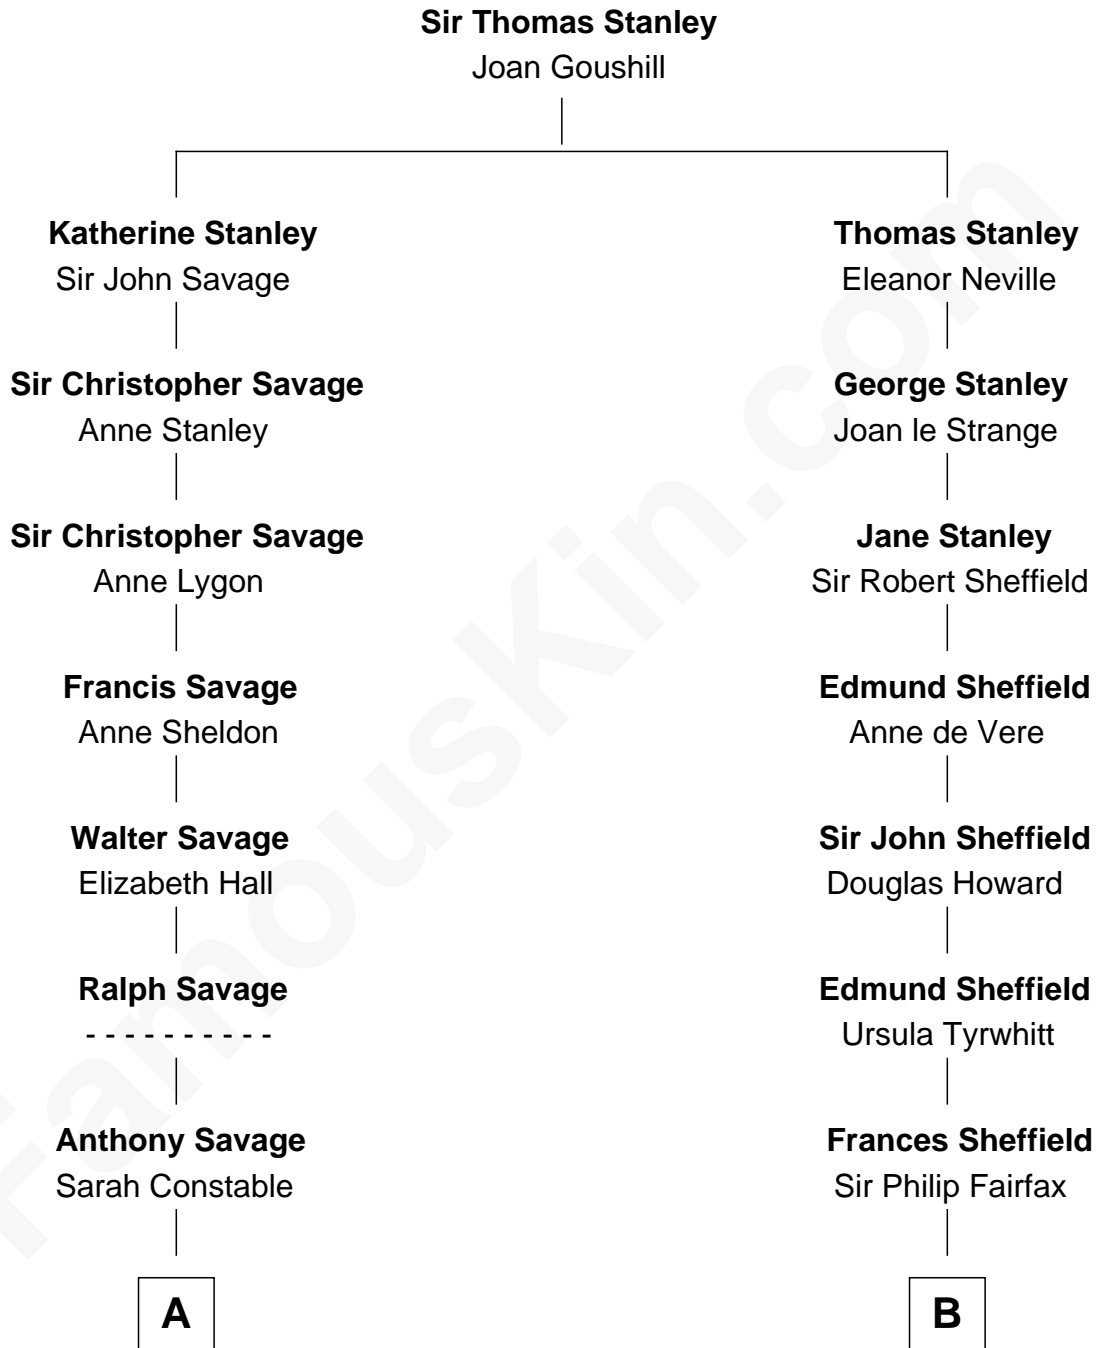 Sir Thomas Stanley
Joan Goushill
Katherine Stanley
Sir John Savage
Thomas Stanley
Eleanor Neville
Sir Christopher Savage
Anne Stanley
George Stanley
Joan le Strange
Sir Christopher Savage
Anne Lygon
Jane Stanley
Sir Robert Sheffield
Francis Savage
Anne Sheldon
Edmund Sheffield
Anne de Vere
Walter Savage
Elizabeth Hall
Sir John Sheffield
Douglas Howard
Ralph Savage
- - - - - - - - - -
Edmund Sheffield
Ursula Tyrwhitt
Anthony Savage
Sarah Constable
Frances Sheffield
Sir Philip Fairfax
A
B
FamousKin.com